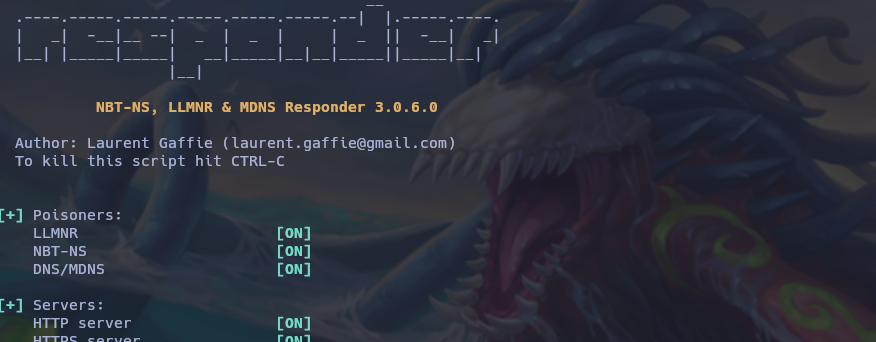 NBT-NS, LLMNR & MDNS Responder 3.0.6.0
Author: Laurent Gaffie (laurent.gaffie@gmail.com)
To kill this script hit CTRL-C
[+] Poisoners:
LLMNR [ON]
NBT-NS [ON]
DNS/MDNS [ON]
[+] Servers:
HTTP server [ON]
HTTPS server [ON]